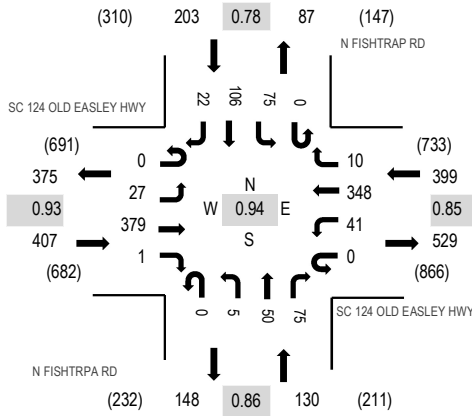 (310) 203 0.78 87 (147)
N FISHTRAP RD
22 106 75 0
SC 124 OLD EASLEY HWY
(691) (733)
375 0 10 399
27 N 348
0.93 W 0.94 E 0.85
379 S 41
407 1 0 529
(682) (866)
0 5 50 75
SC 124 OLD EASLEY HWY
N FISHTRPA RD
(232) 148 0.86 130 (211)